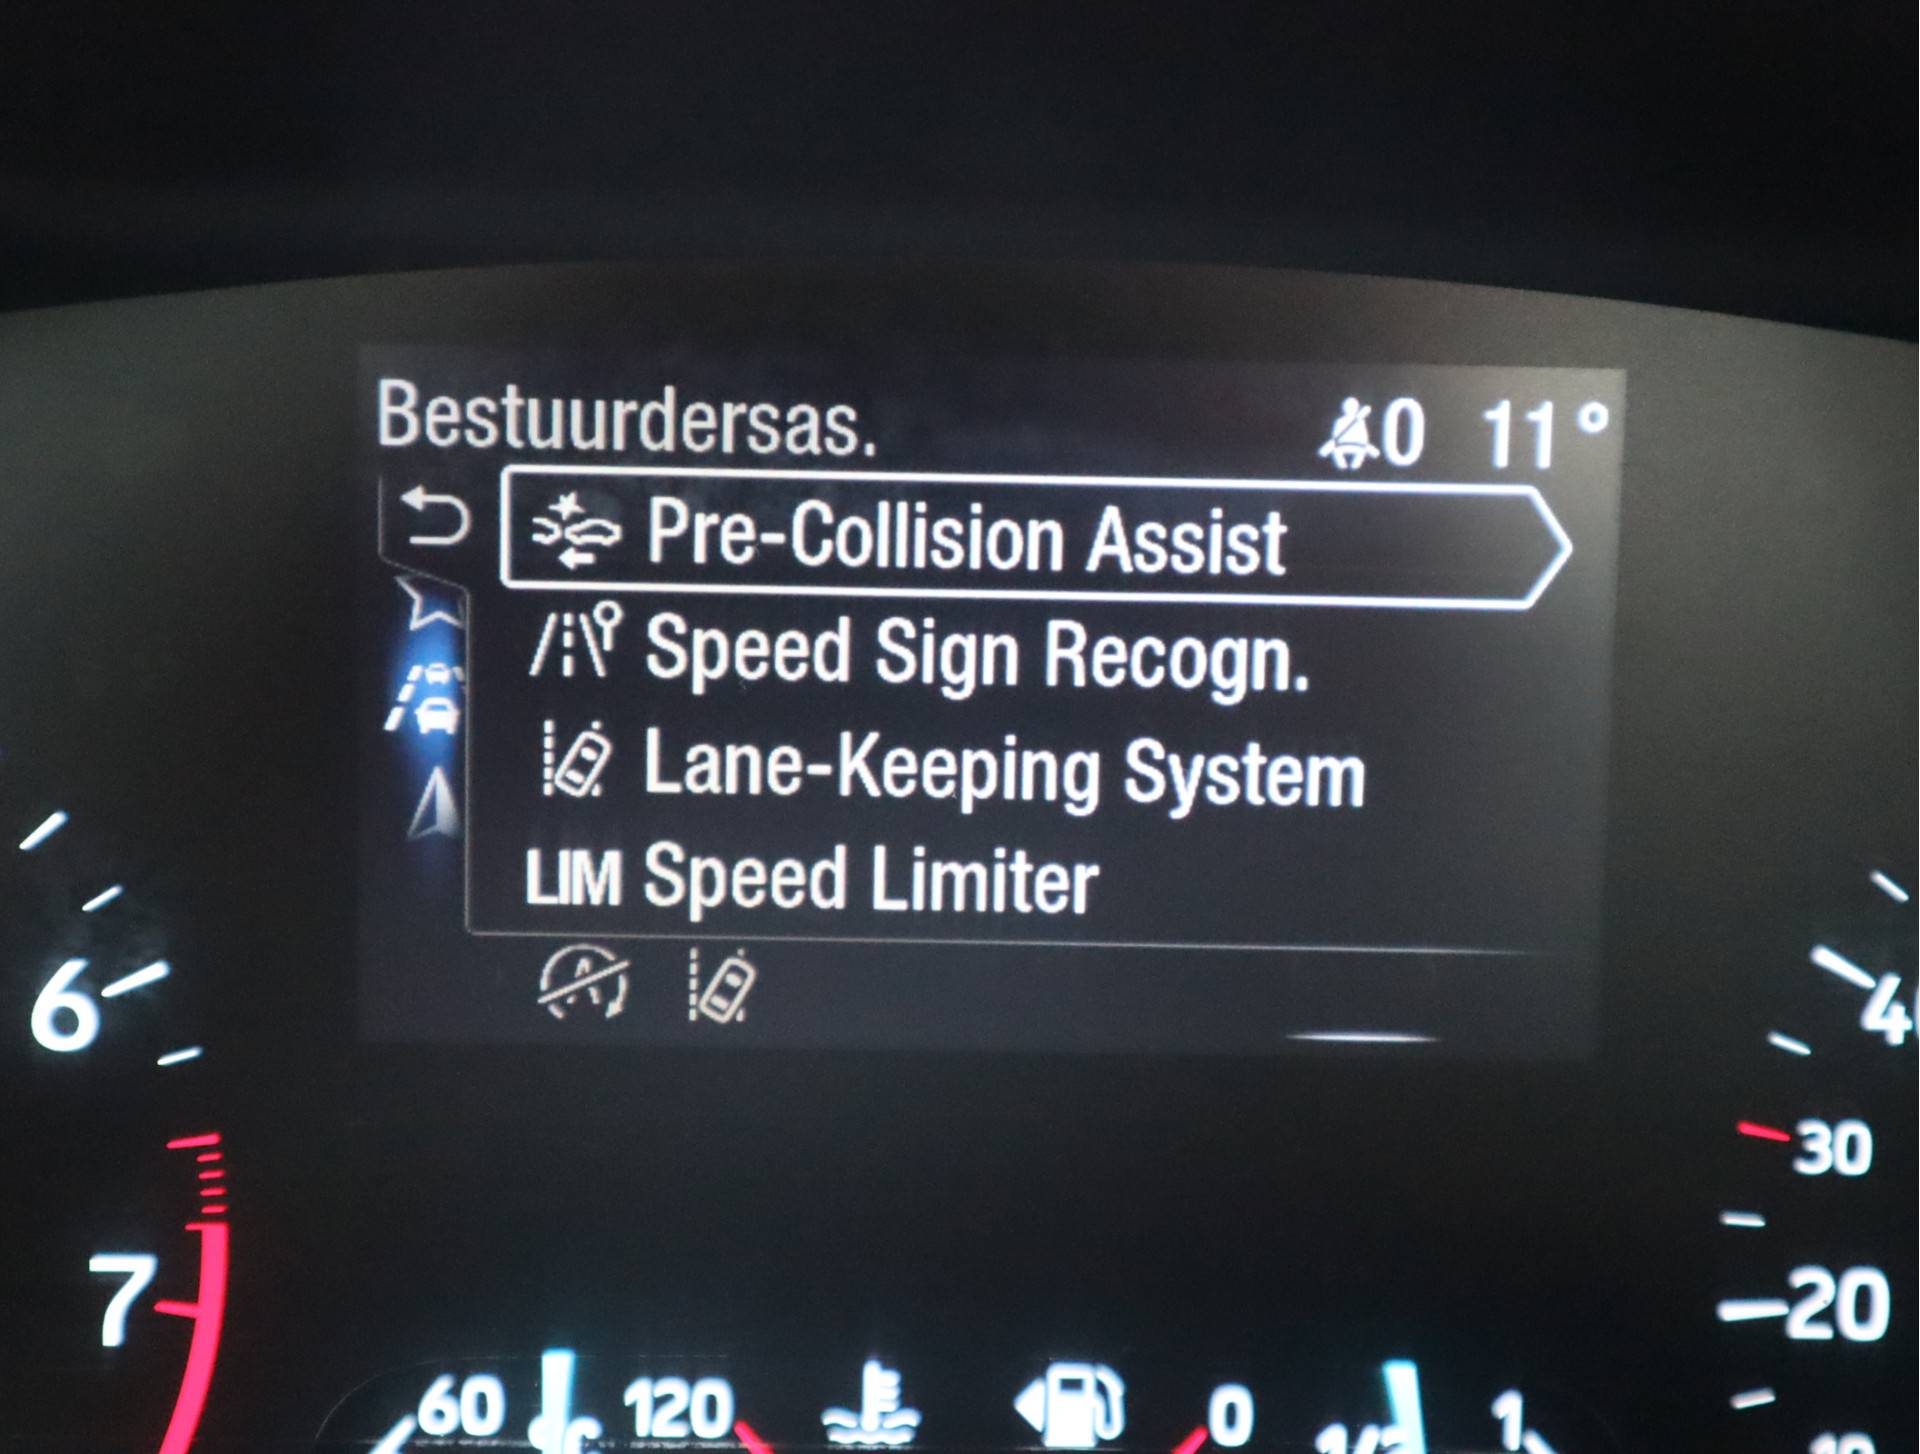 Bestuurdersas. 0 11°
Pre-Collision Assist
Speed Sign Recogn.
Lane-Keeping System
LIM Speed Limiter
6
7
30
20
60 120 0 1